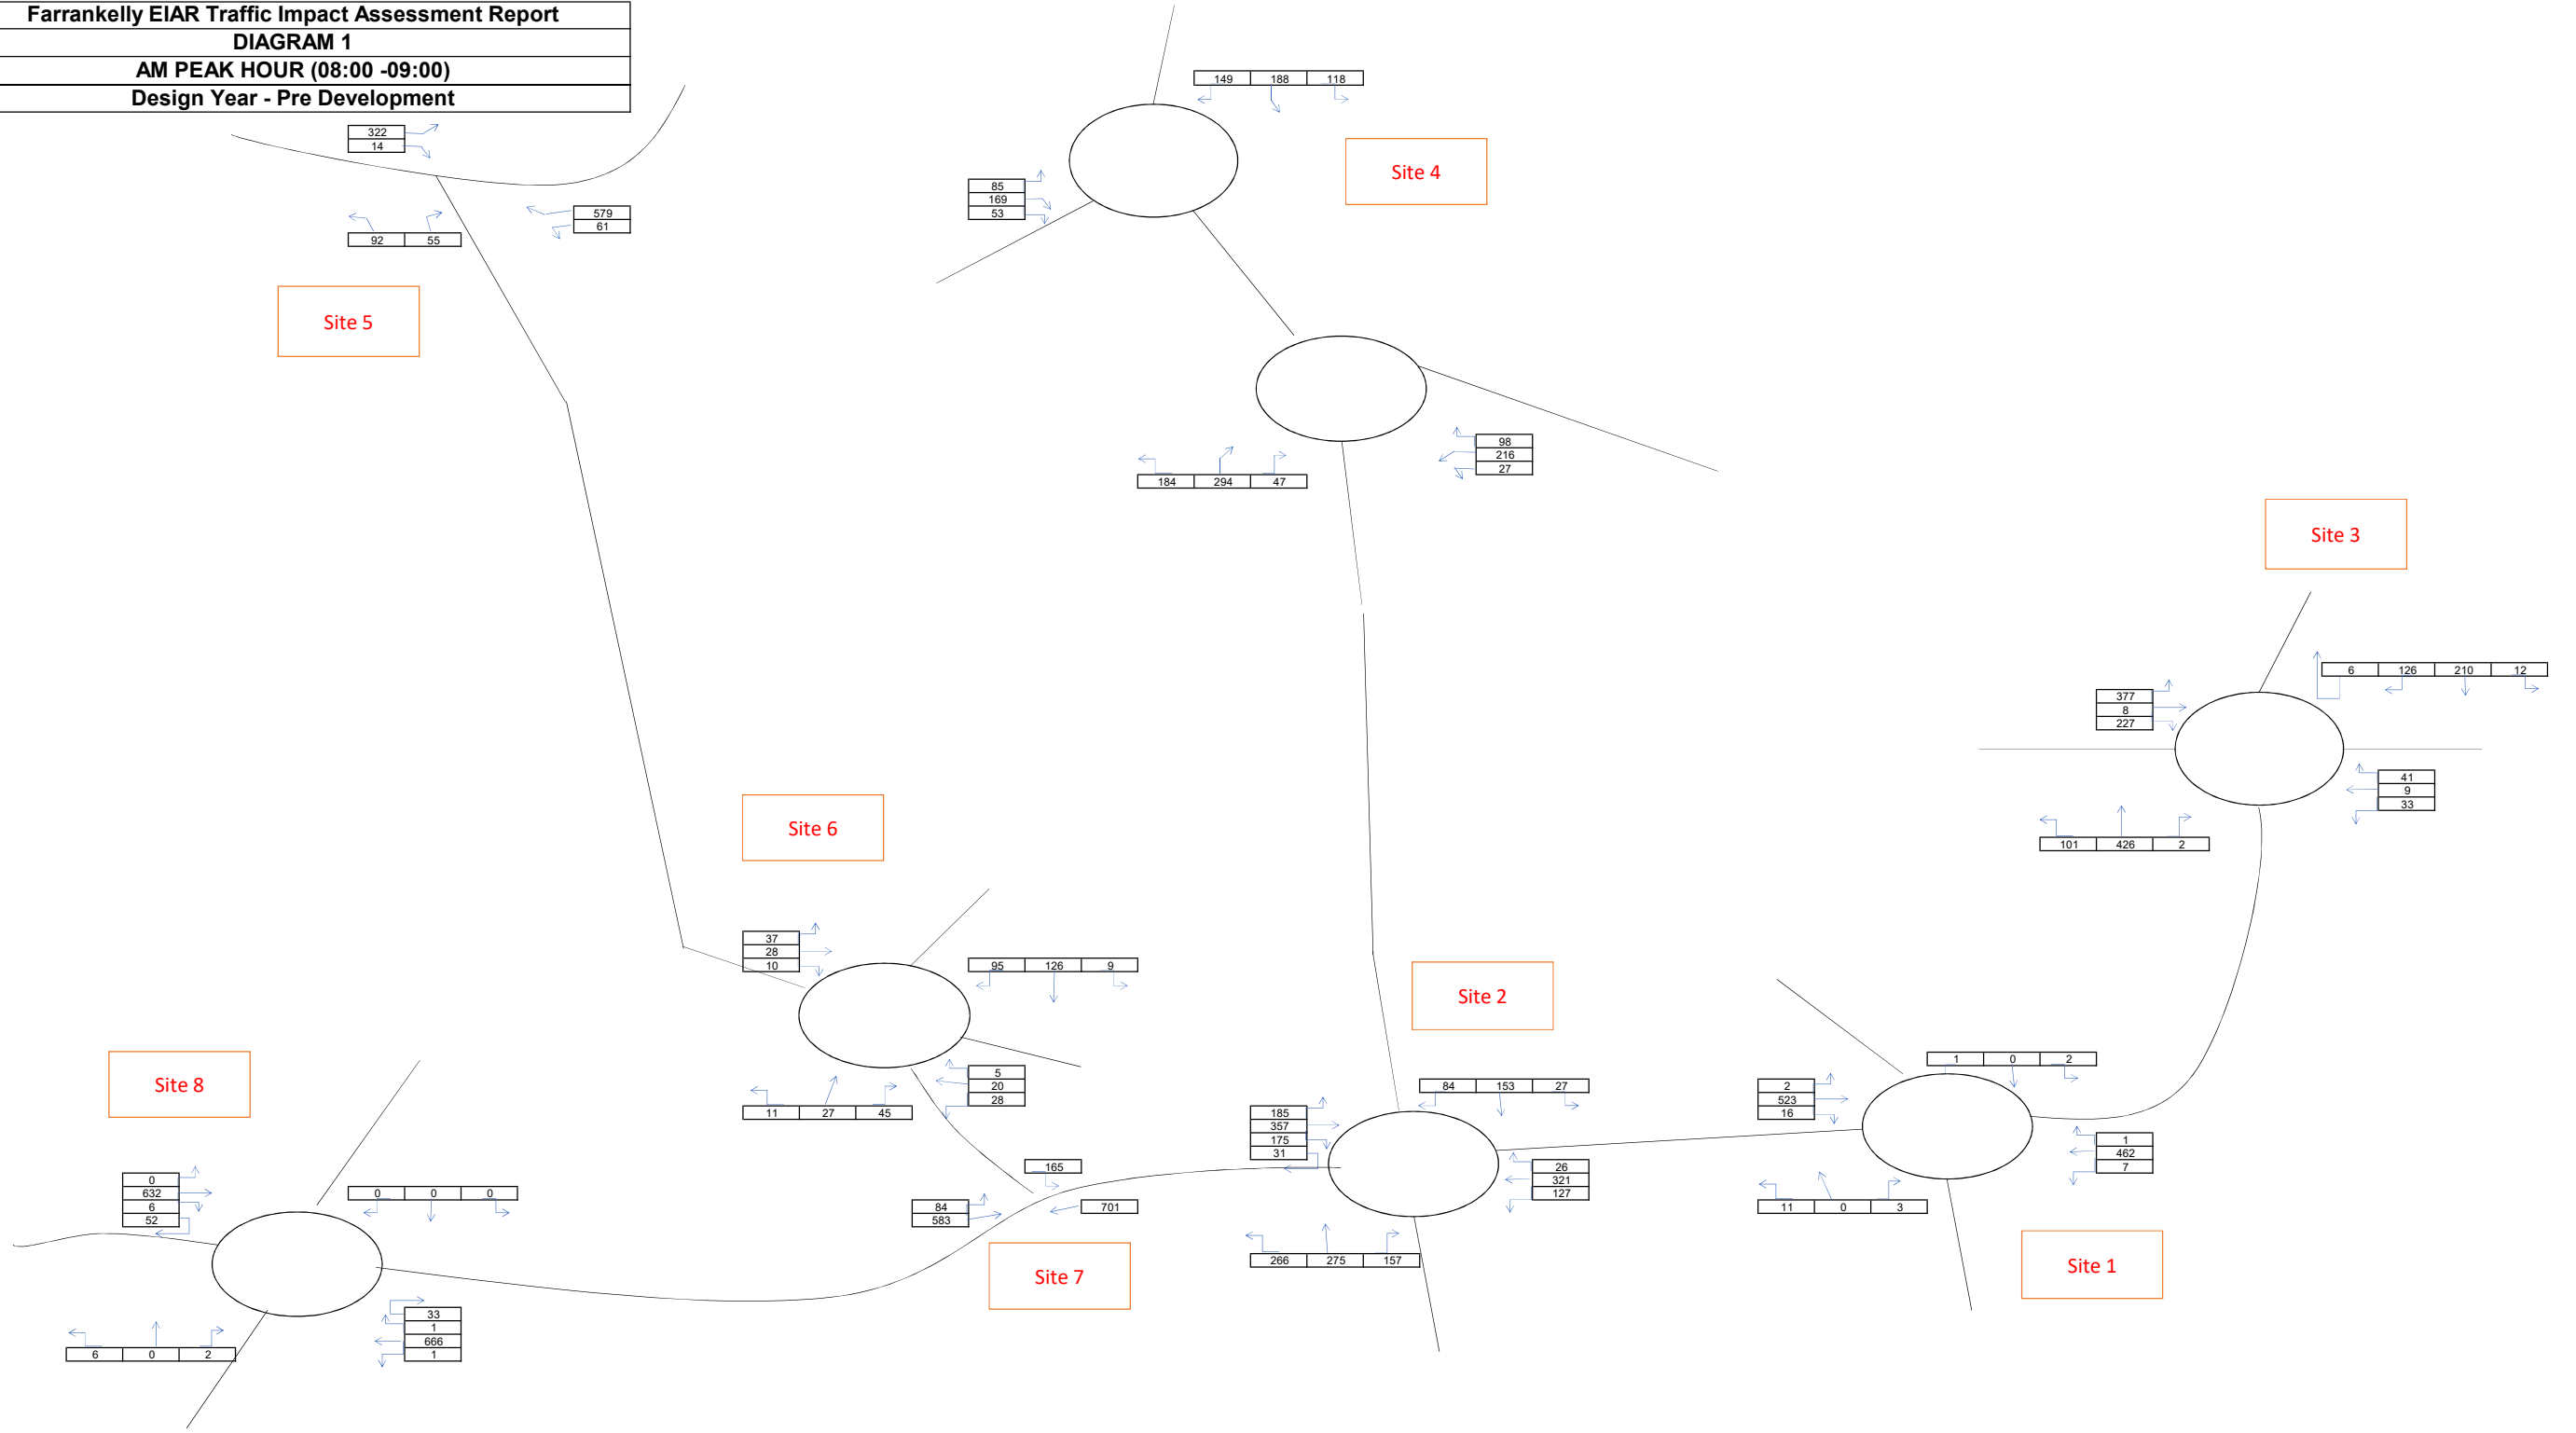 Farrankelly EIAR Traffic Impact Assessment Report
DIAGRAM 1
AM PEAK HOUR (08:00 -09:00)
Design Year - Pre Development
149 188 118
322
14
Site 4
85
169
53
579
61
92 55
Site 5
98
216
27
184 294 47
Site 3
6 126 210 12
377
8
227
41
9
33
101 426 2
Site 6
37
28
10
95 126 9
Site 2
5
20
28
11 27 45
Site 8
1 0 2
84 153 27
2
523
16
185
357
175
31
1
462
7
165
26
321
127
0
632
6
52
0 0 0
84
583
701
11 0 3
266 275 157
Site 7
Site 1
33
1
666
1
6 0 2